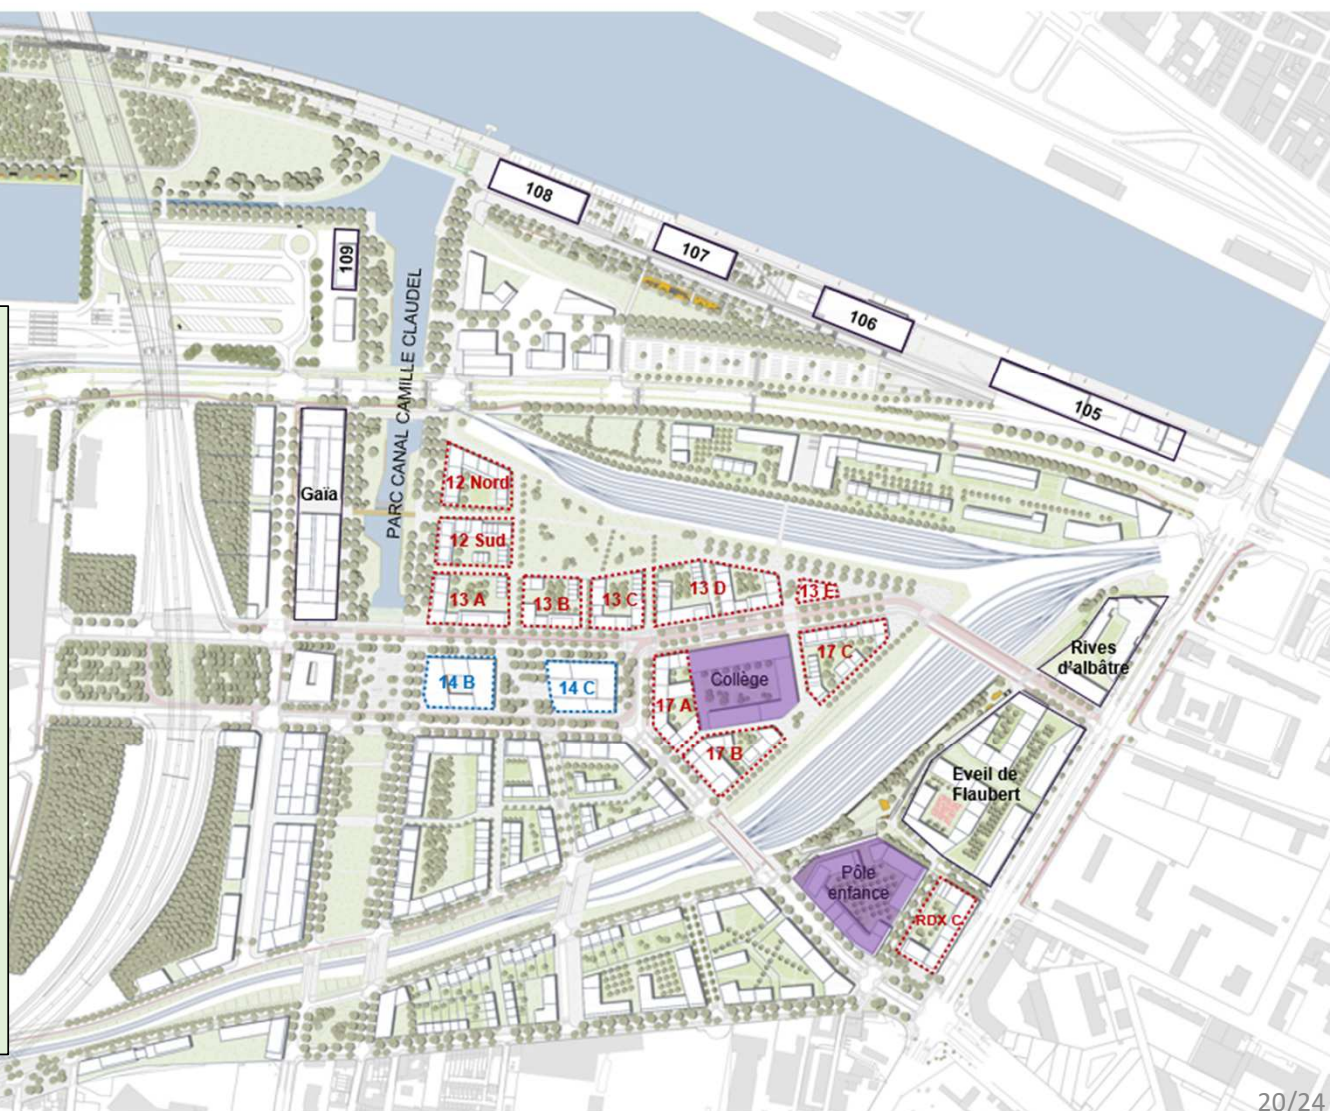 108
107
109
106
105
PARC CANAL CAMILLE CLAUDEL
12 Nord
Gaïa
12 Sud
13 A
13 B
13 C
13 D
13 E
17 C
Rives
d'albâtre
14 B
14 C
Collège
17 A
17 B
Eveil de
Flaubert
Pôle
enfance
RDX C
20/24